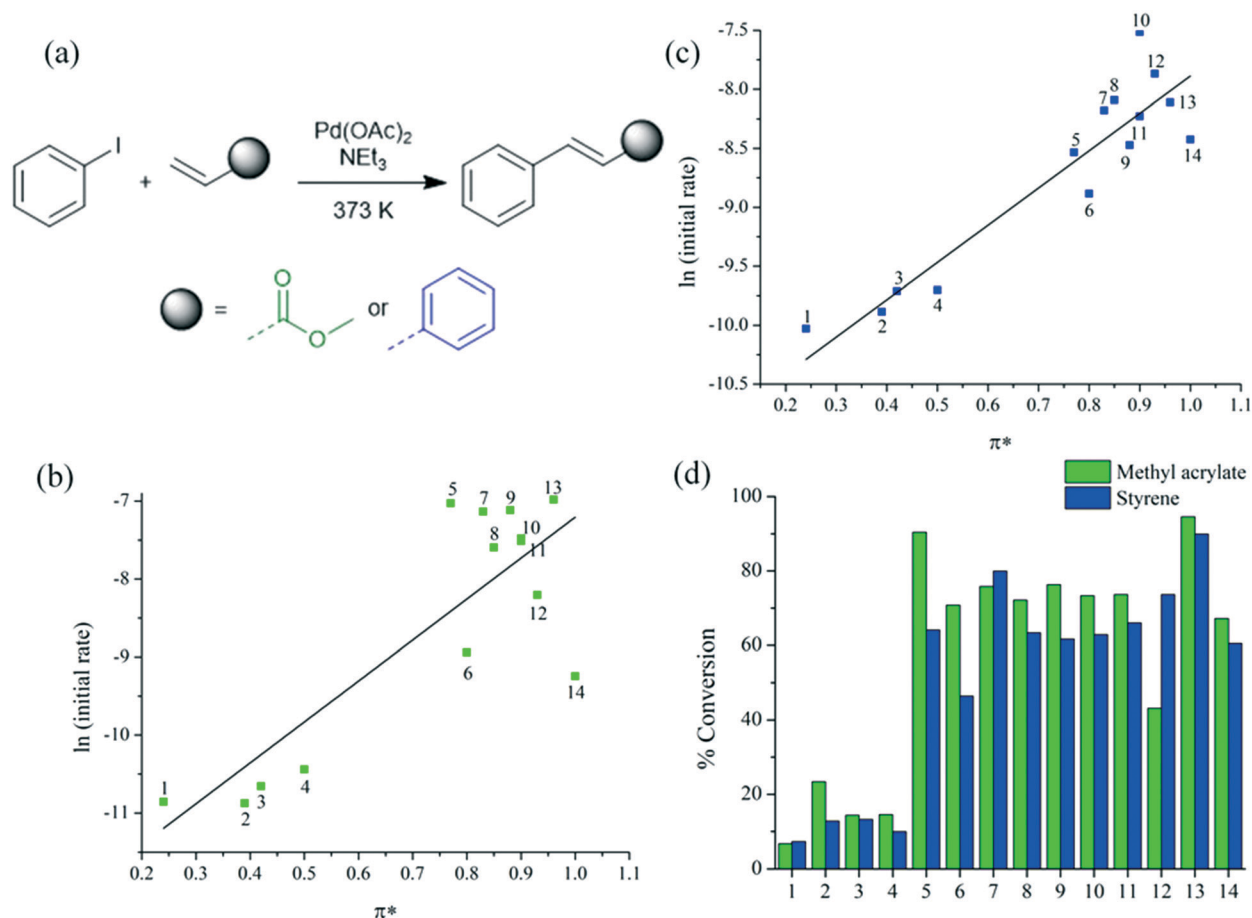 (a)
I
+
Pd(OAc)2
NEt3
373 K
=
O
O
or
(c)
ln (initial rate)
-7.5
-8.0
-8.5
-9.0
-9.5
-10.0
-10.5
1
2
3
4
5
6
7
8
9
10
11
12
13
14
0.2 0.3 0.4 0.5 0.6 0.7 0.8 0.9 1.0 1.1
π*
(b)
ln (initial rate)
-7
-8
-9
-10
-11
1
2
3
4
5
6
7
8
9
10
11
12
13
14
0.2 0.3 0.4 0.5 0.6 0.7 0.8 0.9 1.0 1.1
π*
(d)
Methyl acrylate
Styrene
% Conversion
100
80
60
40
20
0
1 2 3 4 5 6 7 8 9 10 11 12 13 14